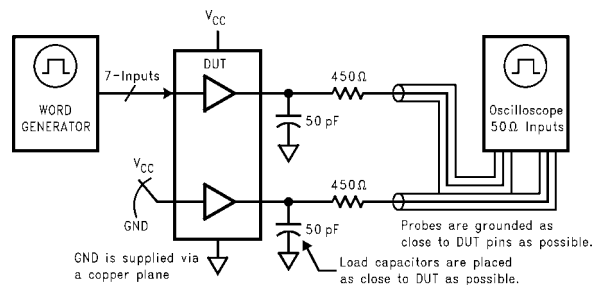 V_CC
7-Inputs
DUT
450Ω
WORD
GENERATOR
50 pF
Oscilloscope
50Ω Inputs
V_CC
GND
450Ω
50 pF
Probes are grounded as
close to DUT pins as possible.
GND is supplied via
a copper plane
Load capacitors are placed
as close to DUT as possible.